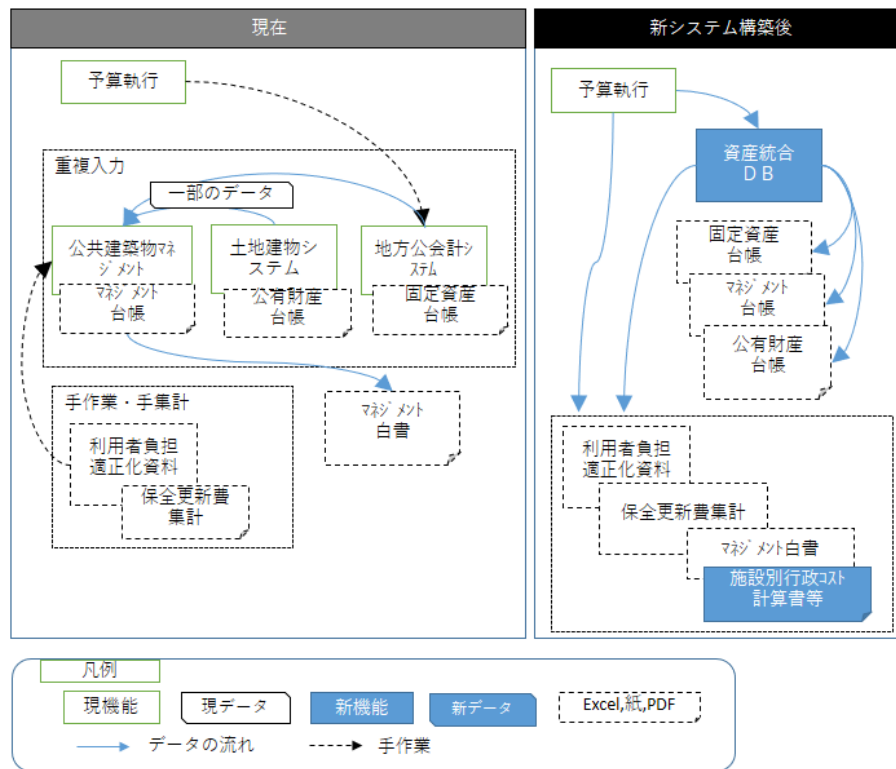 現在
予算執行
重複入力
一部のデータ
公共建築物ﾏﾈ
ｼﾞﾒﾝﾄ
土地建物シ
ステム
地方公会計ｼ
ｽﾃﾑ
ﾏﾈｼﾞﾒﾝﾄ
台帳
公有財産
台帳
固定資産
台帳
手作業・手集計
利用者負担
適正化資料
保全更新費
集計
ﾏﾈｼﾞﾒﾝﾄ
白書
新システム構築後
予算執行
資産統合
ＤＢ
固定資産
台帳
ﾏﾈｼﾞﾒﾝﾄ
台帳
公有財産
台帳
利用者負担
適正化資料
保全更新費集計
ﾏﾈｼﾞﾒﾝﾄ白書
施設別行政ｺｽﾄ
計算書等
凡例
現機能
現データ
新機能
新データ
Excel,紙,PDF
データの流れ
手作業